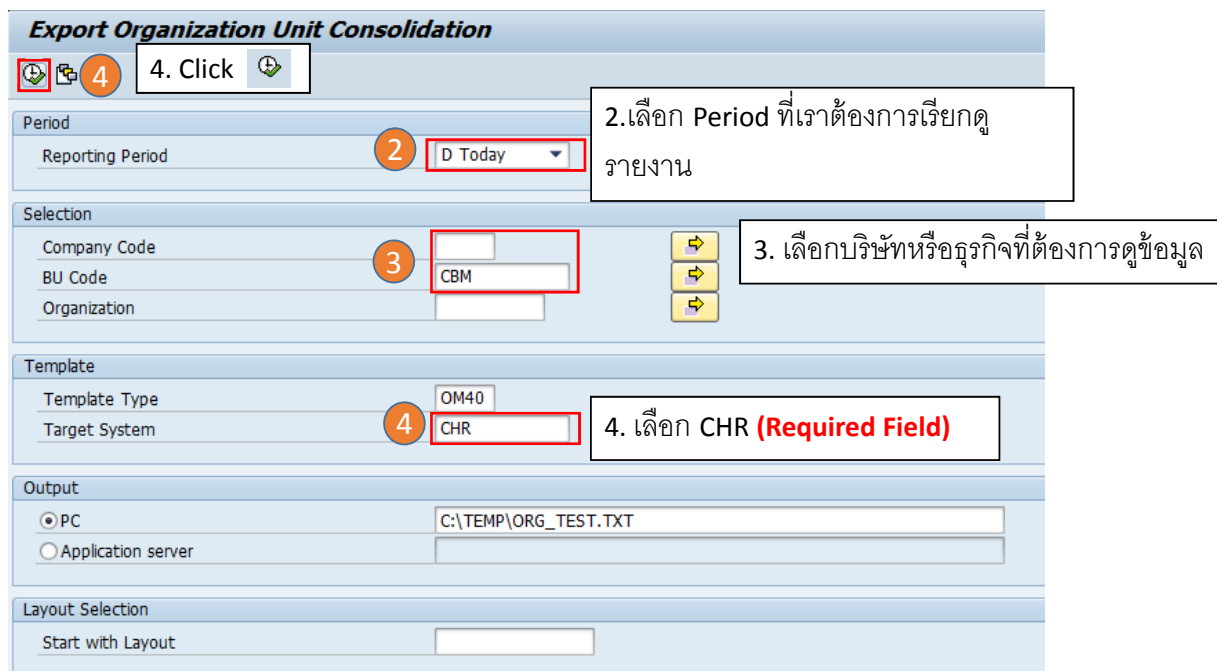 Export Organization Unit Consolidation
4
4. Click
Period
2.เลือก Period ที่เราต้องการเรียกดู
รายงาน
Reporting Period
2
D Today
Selection
Company Code
3. เลือกบริษัทหรือธุรกิจที่ต้องการดูข้อมูล
3
BU Code
CBM
Organization
Template
Template Type
OM40
Target System
4
CHR
4. เลือก CHR (Required Field)
Output
PC
C:\TEMP\ORG_TEST.TXT
Application server
Layout Selection
Start with Layout